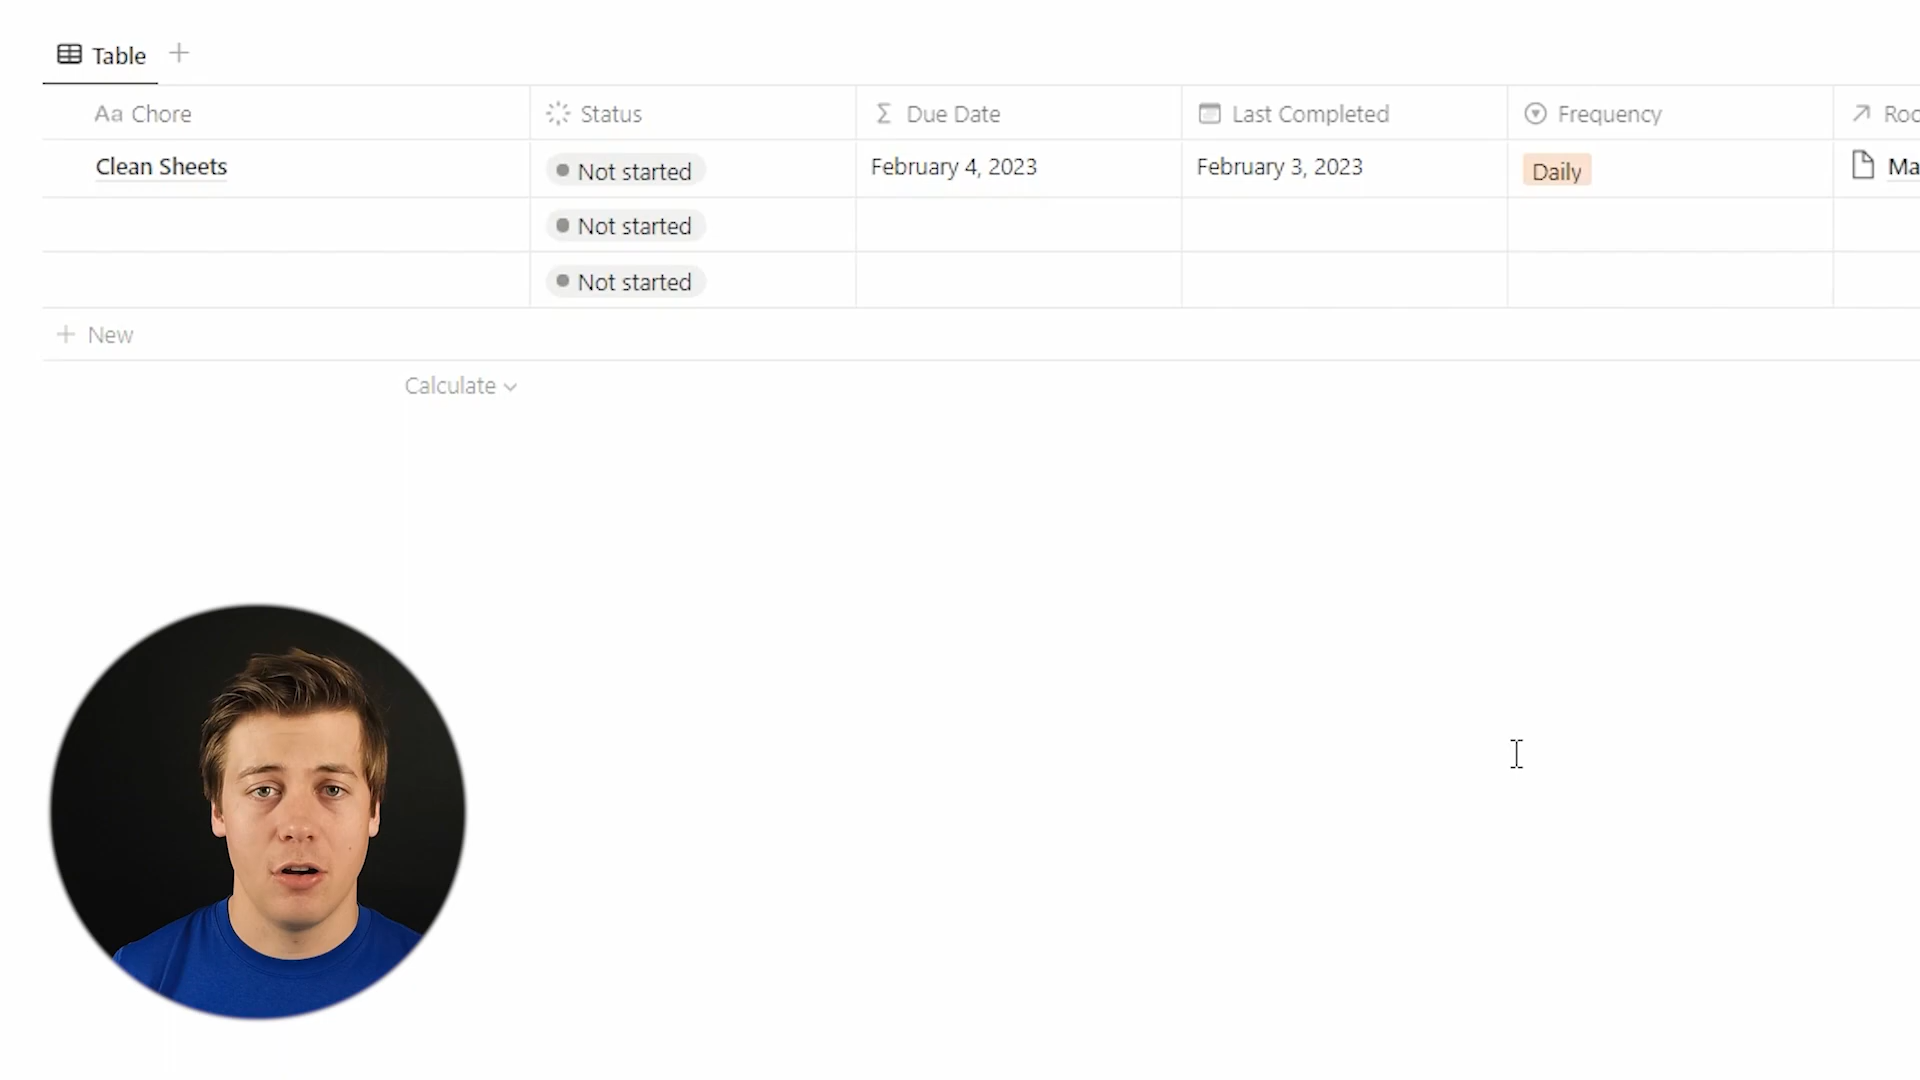 Table
Aa Chore Status Σ Due Date Last Completed Frequency
Clean Sheets Not started February 4, 2023 February 3, 2023 Daily
Not started
Not started
+ New
Calculate